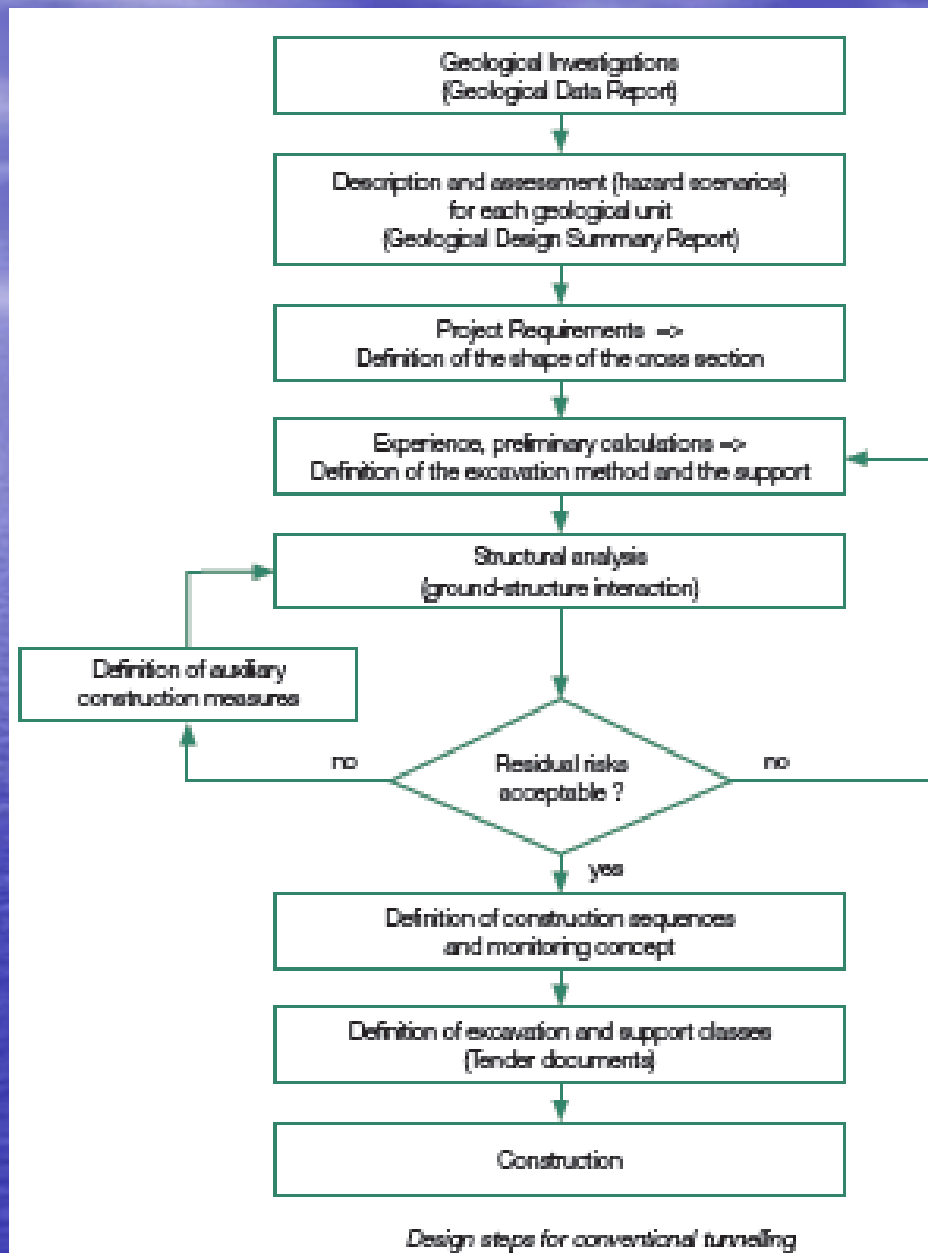 Geological Investigations
(Geological Data Report)
Description and assessment (hazard scenarios)
for each geological unit
(Geological Design Summary Report)
Project Requirements -->
Definition of the shape of the cross section
Experience, preliminary calculations -->
Definition of the excavation method and the support
Structural analysis
(ground-structure interaction)
Definition of auxiliary
construction measures
no
Residual risks
acceptable ?
no
yes
Definition of construction sequences
and monitoring concept
Definition of excavation and support classes
(Tender documents)
Construction
Design steps for conventional tunnelling